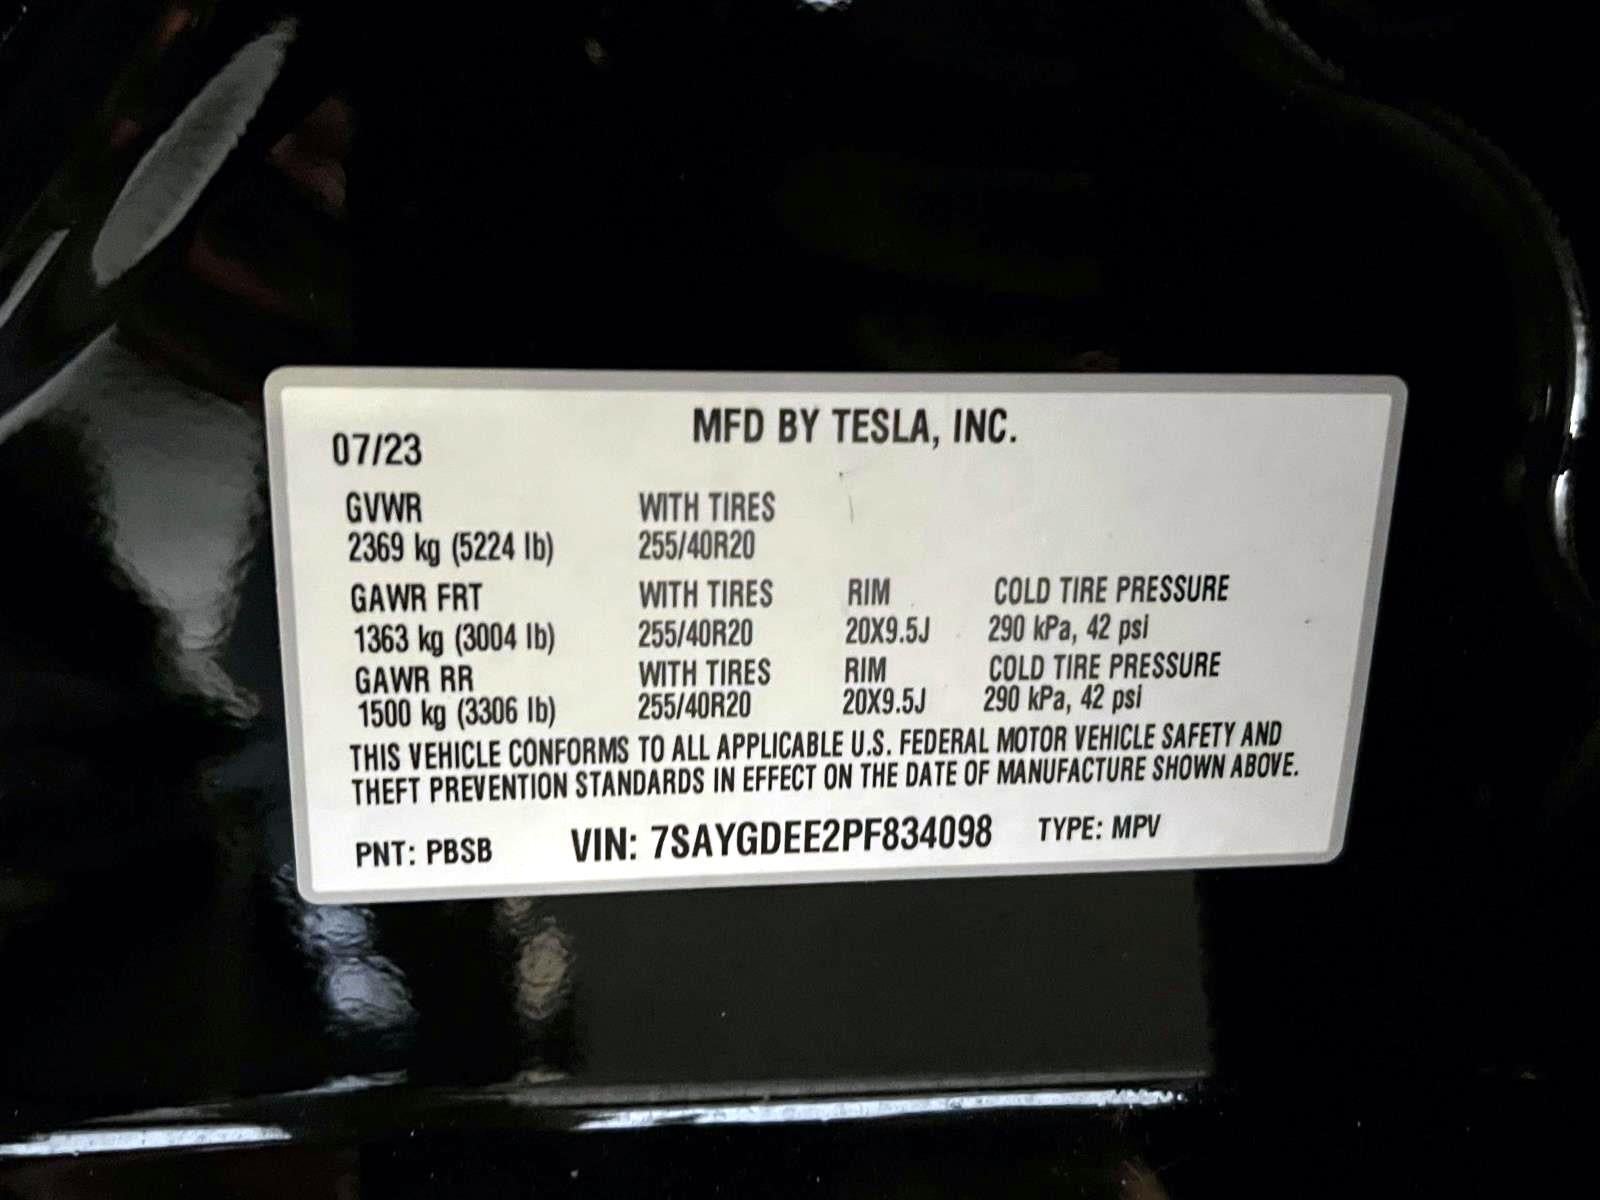 MFD BY TESLA, INC.
07/23
GVWR WITH TIRES
2369 kg (5224 lb) 255/40R20
GAWR FRT WITH TIRES RIM COLD TIRE PRESSURE
1363 kg (3004 lb) 255/40R20 20X9.5J 290 kPa, 42 psi
GAWR RR WITH TIRES RIM COLD TIRE PRESSURE
1500 kg (3306 lb) 255/40R20 20X9.5J 290 kPa, 42 psi
THIS VEHICLE CONFORMS TO ALL APPLICABLE U.S. FEDERAL MOTOR VEHICLE SAFETY AND
THEFT PREVENTION STANDARDS IN EFFECT ON THE DATE OF MANUFACTURE SHOWN ABOVE.
PNT: PBSB VIN: 7SAYGDEE2PF834098 TYPE: MPV